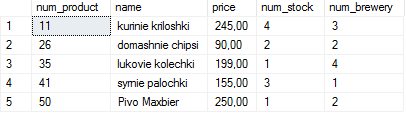 num_product name price num_stock num_brewery
1 11 kurinie kriloshki 245,00 4 3
2 26 domashnie chipsi 90,00 2 2
3 35 lukovie kolechki 199,00 1 4
4 41 symie palochki 155,00 3 1
5 50 Pivo Maxbier 250,00 1 2